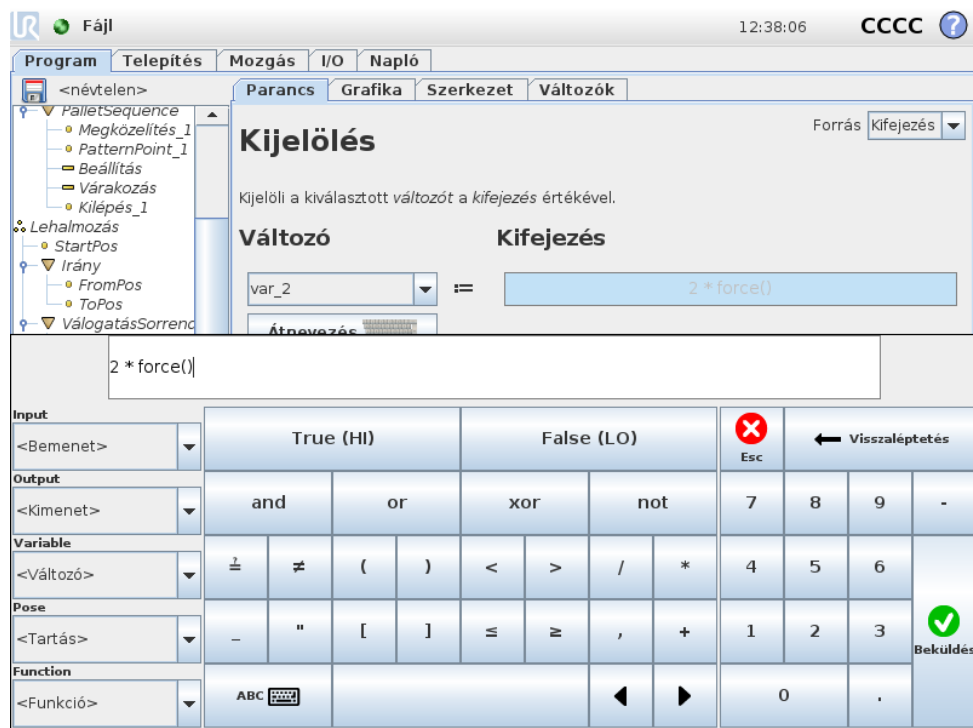 UR Fájl 12:38:06 CCCC ?
Program Telepítés Mozgás I/O Napló
<névtelen>
Parancs Grafika Szerkezet Változók
PalletSequence
Megközelítés_1
PatternPoint_1
Beállítás
Várakozás
Kilépés_1
Lehalmozás
StartPos
Irány
FromPos
ToPos
VálogatásSorrend
Kijelölés
Forrás Kifejezés
Kijelöli a kiválasztott változót a kifejezés értékével.
Változó Kifejezés
var_2 := 2 * force()
Átnevezés
2 * force()
Input
<Bemenet>
True (HI) False (LO) Esc Visszaléptetés
Output
<Kimenet>
and or xor not 7 8 9 -
Variable
<Változó>
≟ ≠ ( ) < > / * 4 5 6
Pose
<Tartás>
_ " [ ] ≤ ≥ , + 1 2 3
Beküldés
Function
<Funkció>
ABC 0 .